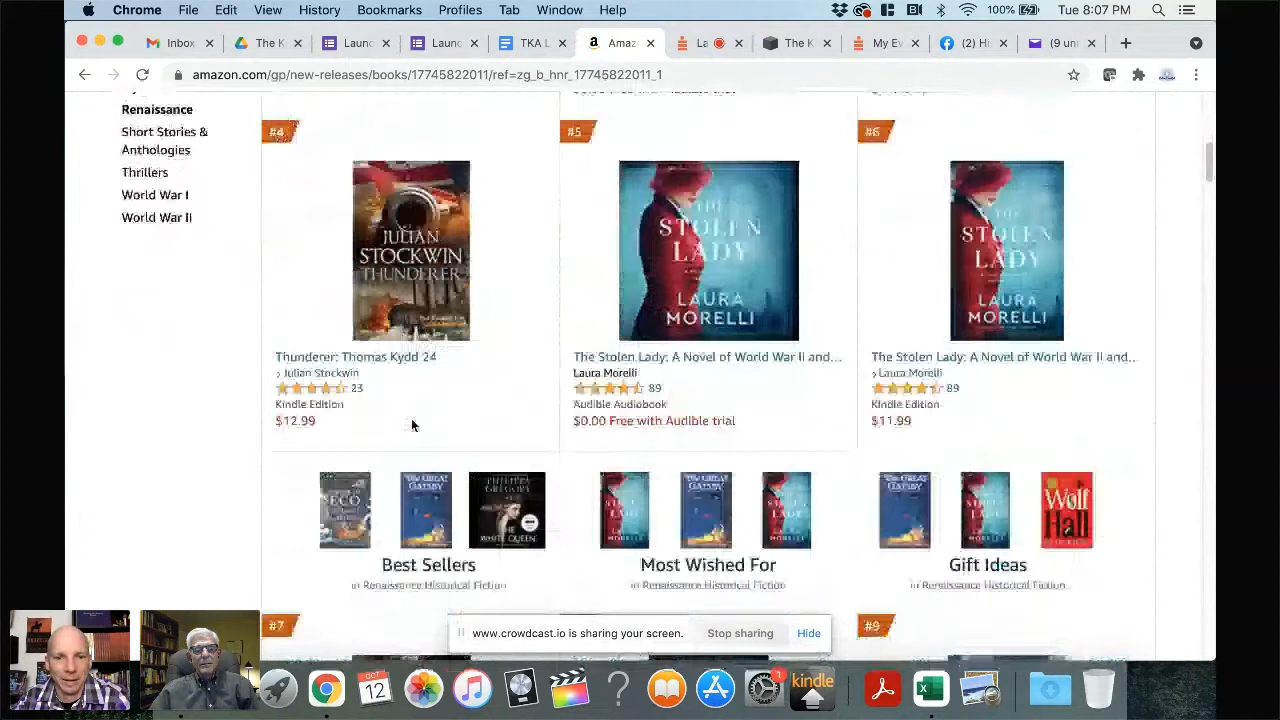 Chrome File Edit View History Bookmarks Profiles Tab Window Help 100% Tue 8:07 PM
Inbox The K Launc Launc TKA L Amaz La The K My Ev (2) His (9 unr
amazon.com/gp/new-releases/books/17745822011/ref=zg_b_hnr_17745822011_1
Renaissance
Short Stories &
Anthologies
Thrillers
World War I
World War II
#4
JULIAN
STOCKWIN
THUNDERER
Thunderer: Thomas Kydd 24
Julian Stockwin
23
Kindle Edition
$12.99
#5
THE
STOLEN
LADY
LAURA
MORELLI
The Stolen Lady: A Novel of World War II and...
Laura Morelli
89
Audible Audiobook
$0.00 Free with Audible trial
#6
THE
STOLEN
LADY
LAURA
MORELLI
The Stolen Lady: A Novel of World War II and...
Laura Morelli
89
Kindle Edition
$11.99
Best Sellers
in Renaissance Historical Fiction
Most Wished For
in Renaissance Historical Fiction
Wolf
Hall
Gift Ideas
in Renaissance Historical Fiction
#7
#9
www.crowdcast.io is sharing your screen. Stop sharing Hide
OCT
12
1
kindle